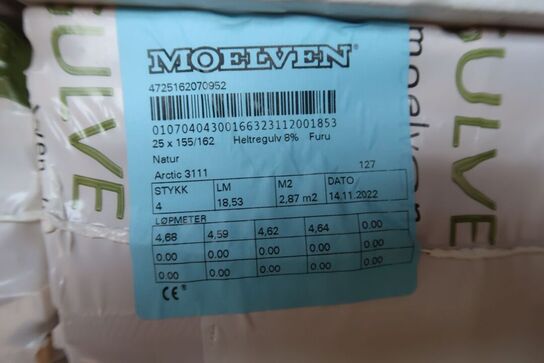 MOELVEN®
4725162070952
01070404300166323112001853
25 x 155/162 Heltregulv 8% Furu
Natur
Arctic 3111 127
STYKK LM M2 DATO
4 18,53 2,87 m2 14.11.2022
LØPMETER
4,68 4,59 4,62 4,64 0.00
0.00 0.00 0.00 0.00 0.00
0.00 0.00 0.00 0.00 0.00
CE
GULVE
moelven
GULVE